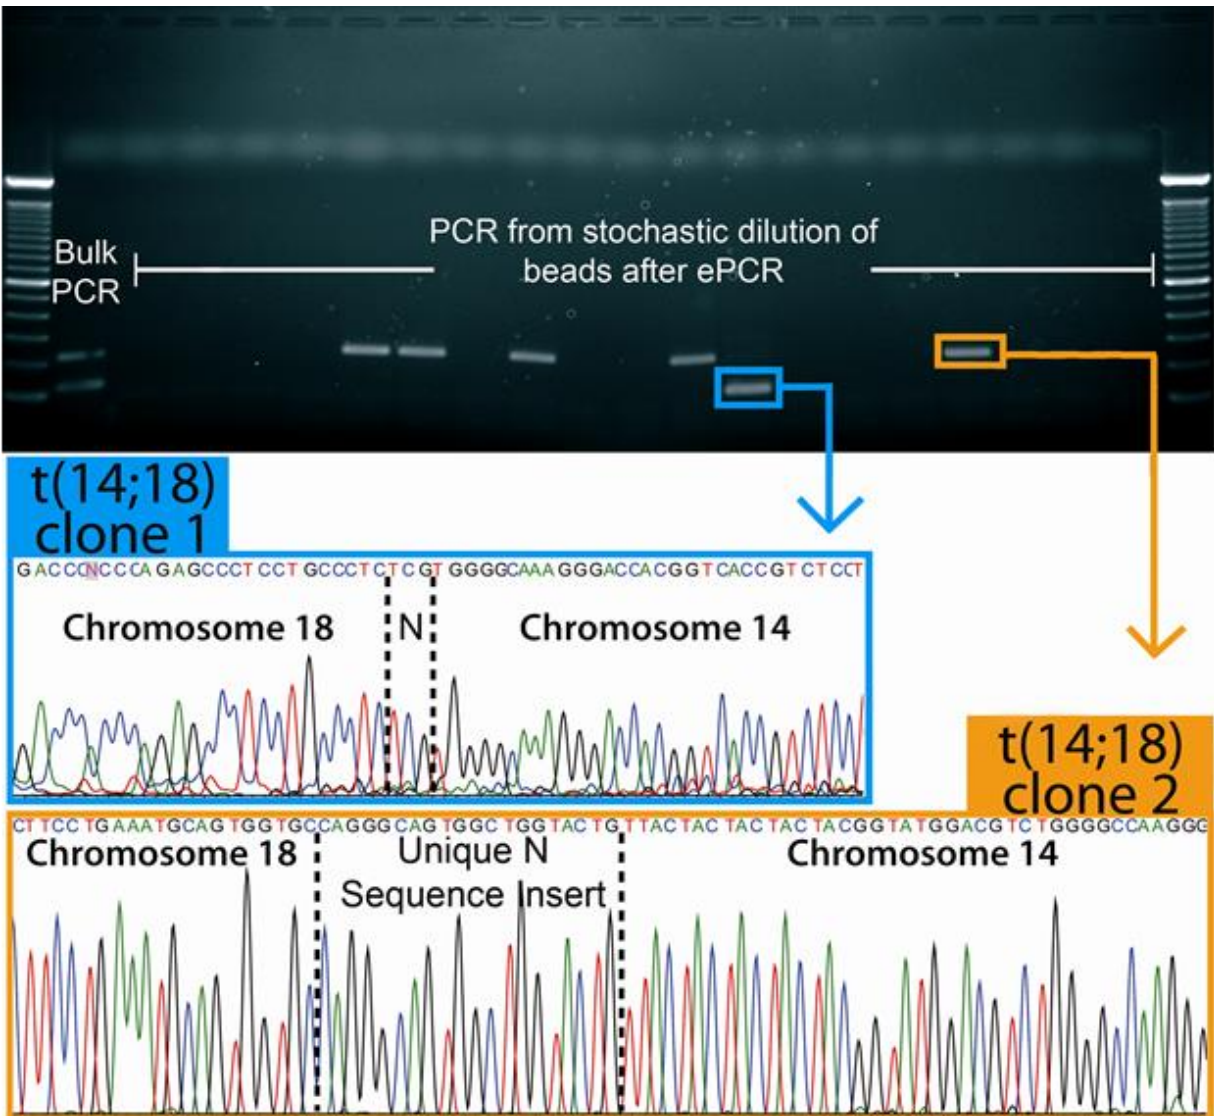 Bulk
PCR
PCR from stochastic dilution of
beads after ePCR
t(14;18)
clone 1
GACCCNCCCAGAGCCCTCCTGCCCTCTCGTGGGGCAAAGGGACCACGGTCACCGTCTCCT
Chromosome 18 N Chromosome 14
t(14;18)
clone 2
CTTCCTGAAATGCAGTGGTGCCAGGGCAGTGGCTGGTACTGTTACTACTACTACTACGGTATGGACGTCTGGGGCCAAGGG
Chromosome 18 Unique N Chromosome 14
Sequence Insert